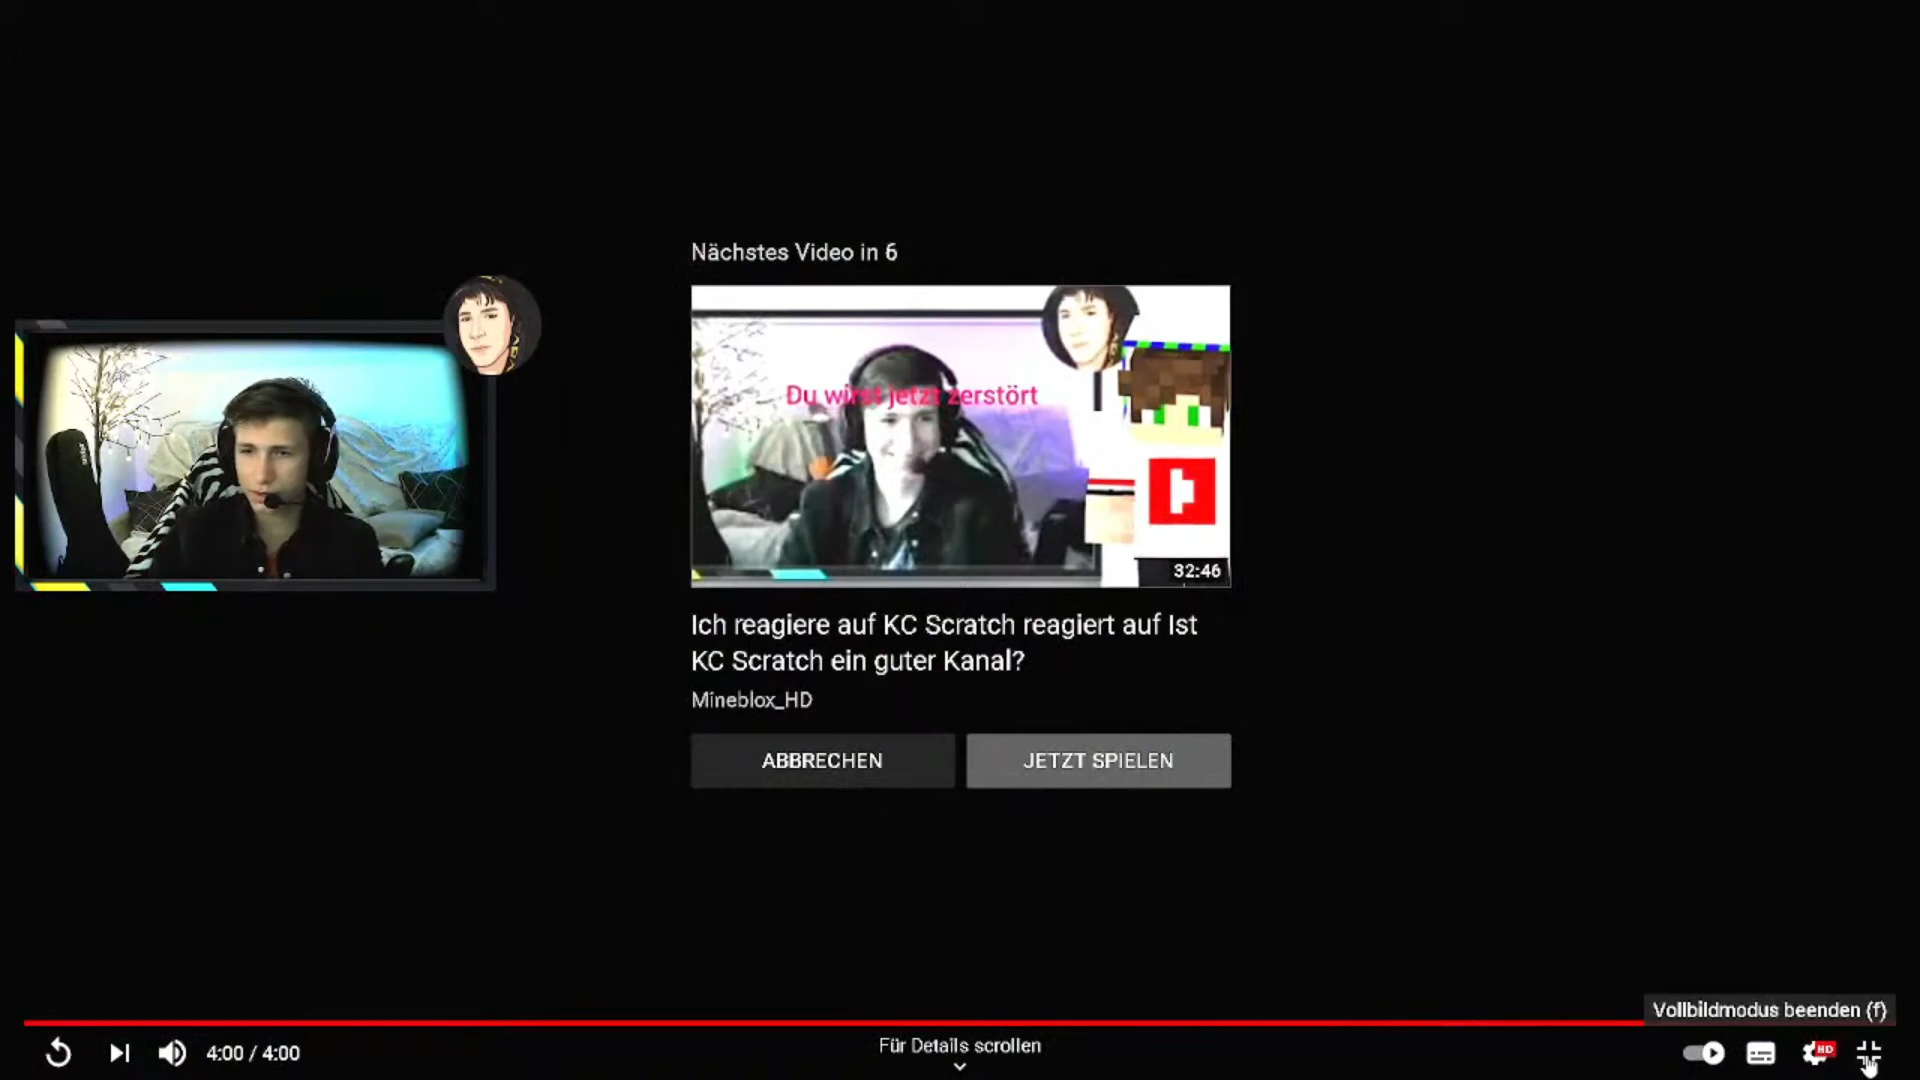 Nächstes Video in 6
Du wirst jetzt zerstört
32:46
Ich reagiere auf KC Scratch reagiert auf Ist
KC Scratch ein guter Kanal?
Mineblox_HD
ABBRECHEN
JETZT SPIELEN
Vollbildmodus beenden (f)
4:00 / 4:00
Für Details scrollen
HD